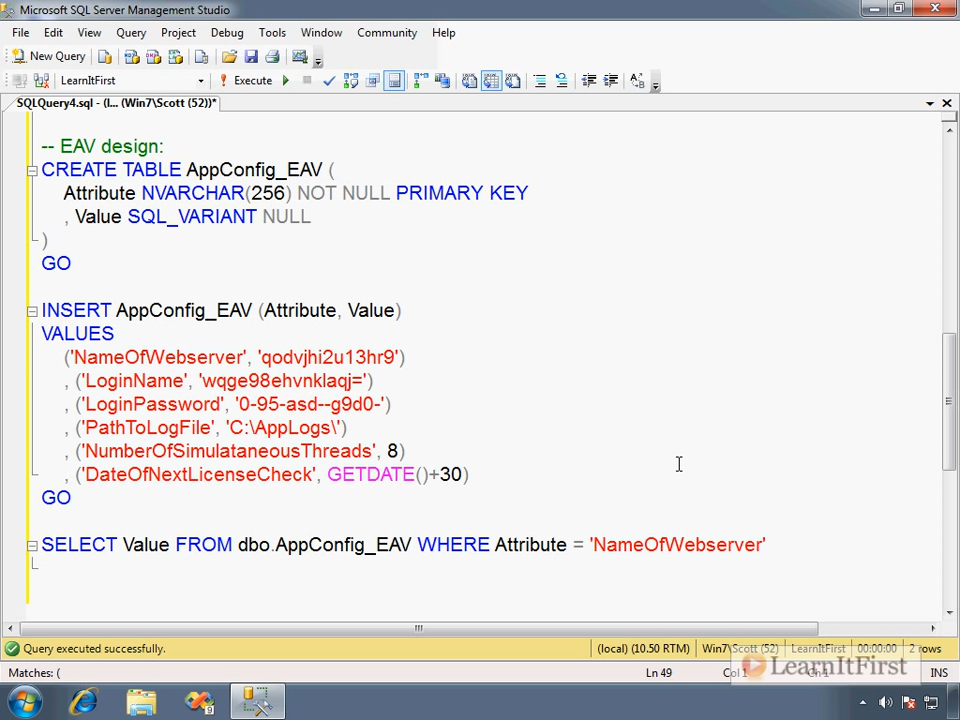 Microsoft SQL Server Management Studio
File Edit View Query Project Debug Tools Window Community Help
New Query
LearnItFirst Execute
SQLQuery4.sql - (l... (Win7\Scott (52))*
-- EAV design:
CREATE TABLE AppConfig_EAV (
Attribute NVARCHAR(256) NOT NULL PRIMARY KEY
, Value SQL_VARIANT NULL
)
GO
INSERT AppConfig_EAV (Attribute, Value)
VALUES
('NameOfWebserver', 'qodvjhi2u13hr9')
, ('LoginName', 'wqge98ehvnklaqj=')
, ('LoginPassword', '0-95-asd--g9d0-')
, ('PathToLogFile', 'C:\AppLogs\')
, ('NumberOfSimulataneousThreads', 8)
, ('DateOfNextLicenseCheck', GETDATE()+30)
GO
SELECT Value FROM dbo.AppConfig_EAV WHERE Attribute = 'NameOfWebserver'
Query executed successfully. (local) (10.50 RTM) Win7\Scott (52) LearnItFirst 00:00:00 2 rows
Matches: ( Ln 49 Col 1 Ch 1 INS
LearnItFirst